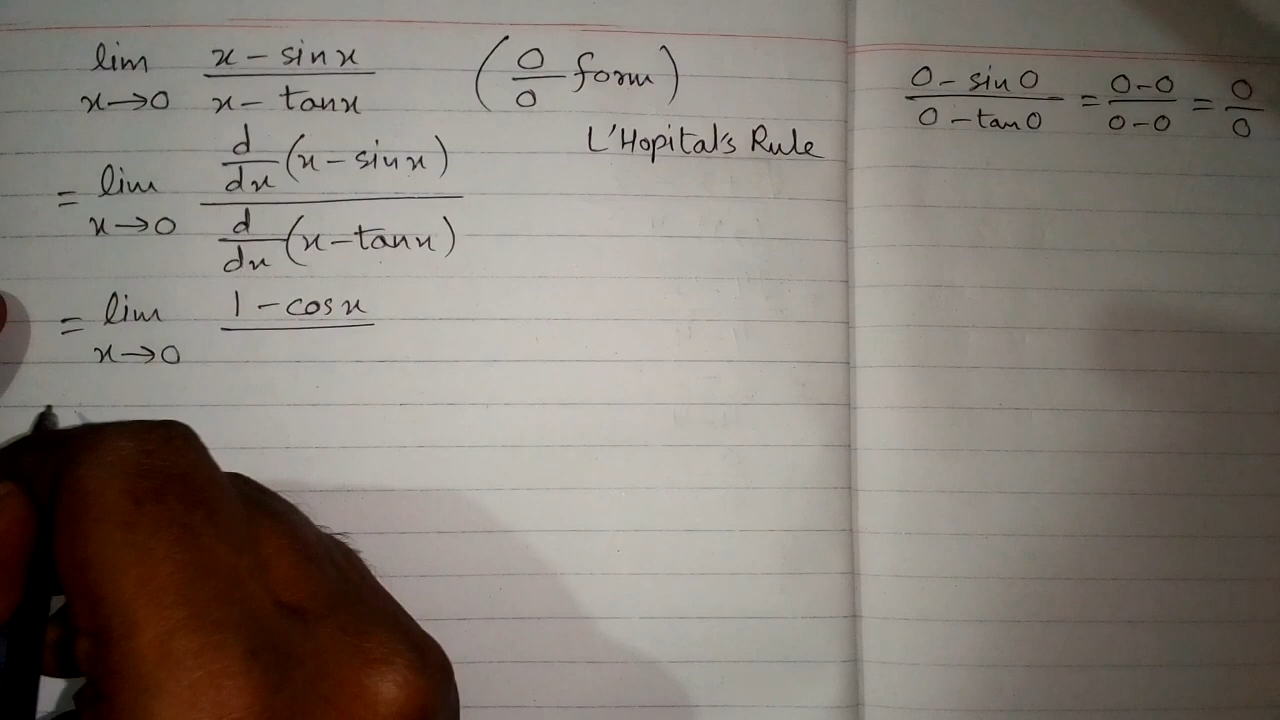 lim x→0 (x - sin x)/(x - tan x) (0/0 form)
L'Hopital's Rule
= lim x→0 (d/dx (x - sin x))/(d/dx (x - tan x))
= lim x→0 1 - cos x
(0 - sin 0)/(0 - tan 0) = (0-0)/(0-0) = 0/0